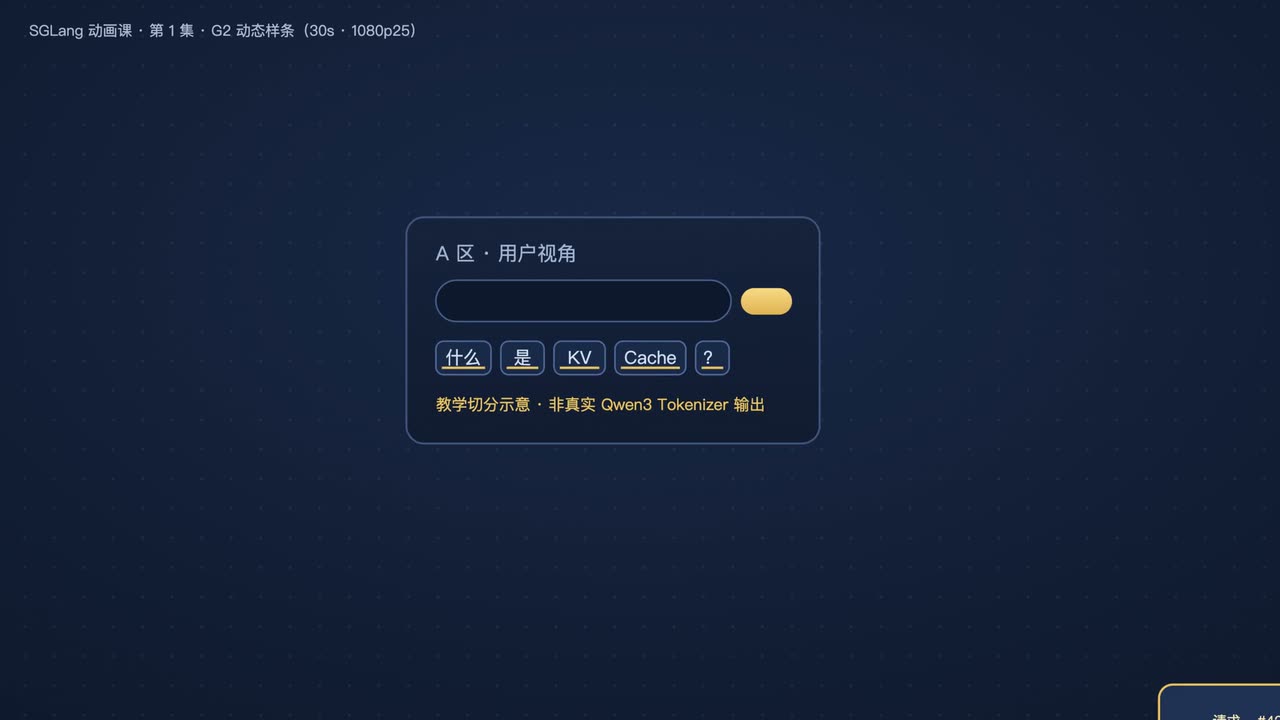 SGLang 动画课 · 第 1 集 · G2 动态样条（30s · 1080p25）
A 区 · 用户视角
什么 是 KV Cache ?
教学切分示意 · 非真实 Qwen3 Tokenizer 输出